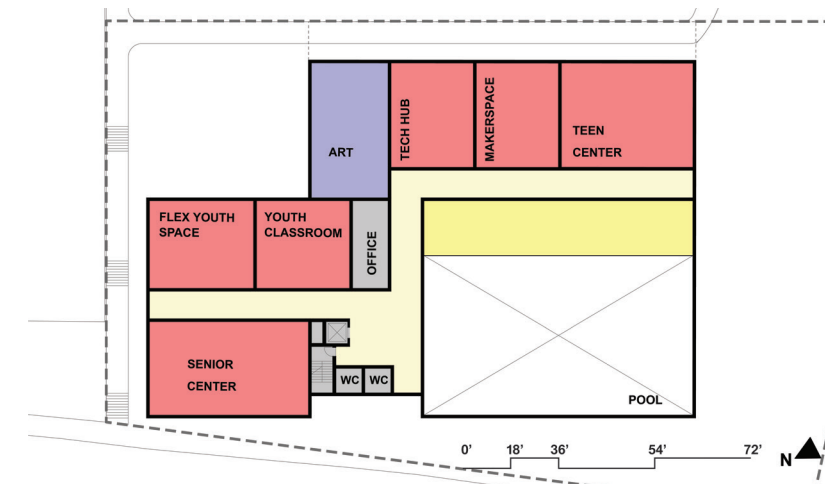 TECH HUB
MAKERSPACE
TEEN
CENTER
ART
FLEX YOUTH
SPACE
YOUTH
CLASSROOM
OFFICE
SENIOR
CENTER
WC
WC
POOL
0' 18' 36' 54' 72'
N